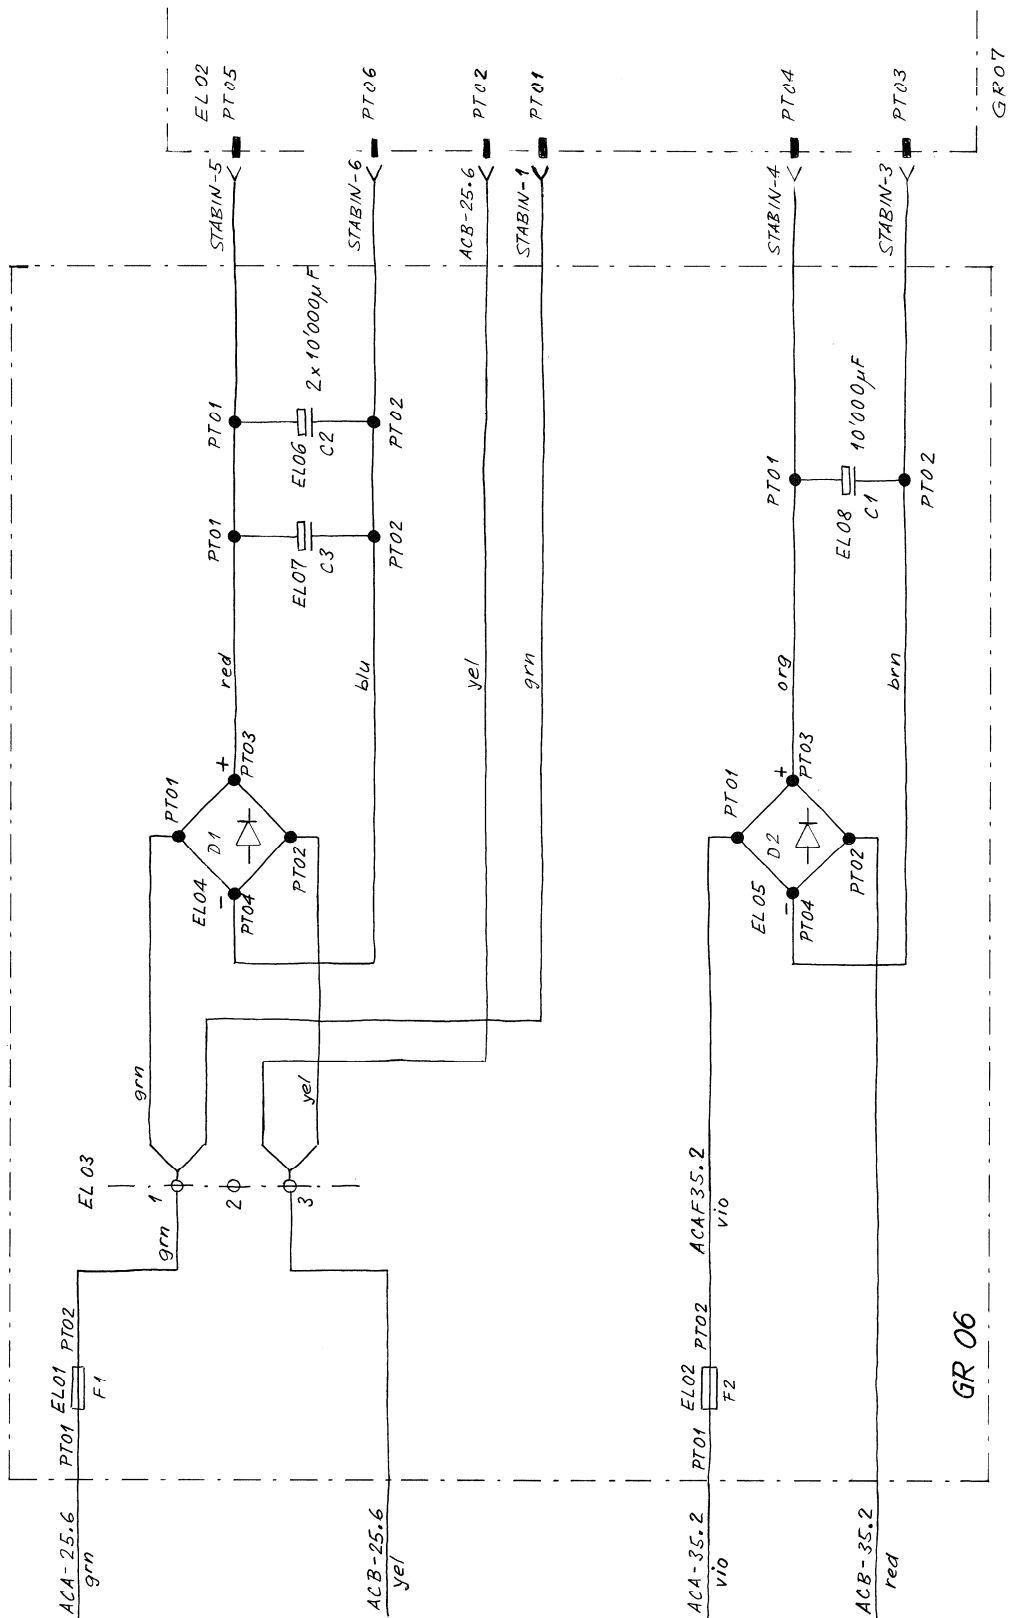 EL02
PT05
PT06
PT02
PT01
PT04
PT03
GR07
STABIN-5
STABIN-6
ACB-25.6
STABIN-1
STABIN-4
STABIN-3
PT01
EL06
C2
2x10'000µF
PT02
PT01
EL07
C3
PT02
PT01
EL08
C1
10'000µF
PT02
red
blu
yel
grn
org
brn
PT01
+
PT03
D1
EL04
-
PT04
PT02
PT01
+
PT03
D2
EL05
-
PT04
PT02
grn
yel
EL03
1
2
3
grn
ACAF35.2
vio
PT01
EL01
PT02
F1
PT01
EL02
PT02
F2
GR 06
ACA-25.6
grn
ACB-25.6
yel
ACA-35.2
vio
ACB-35.2
red